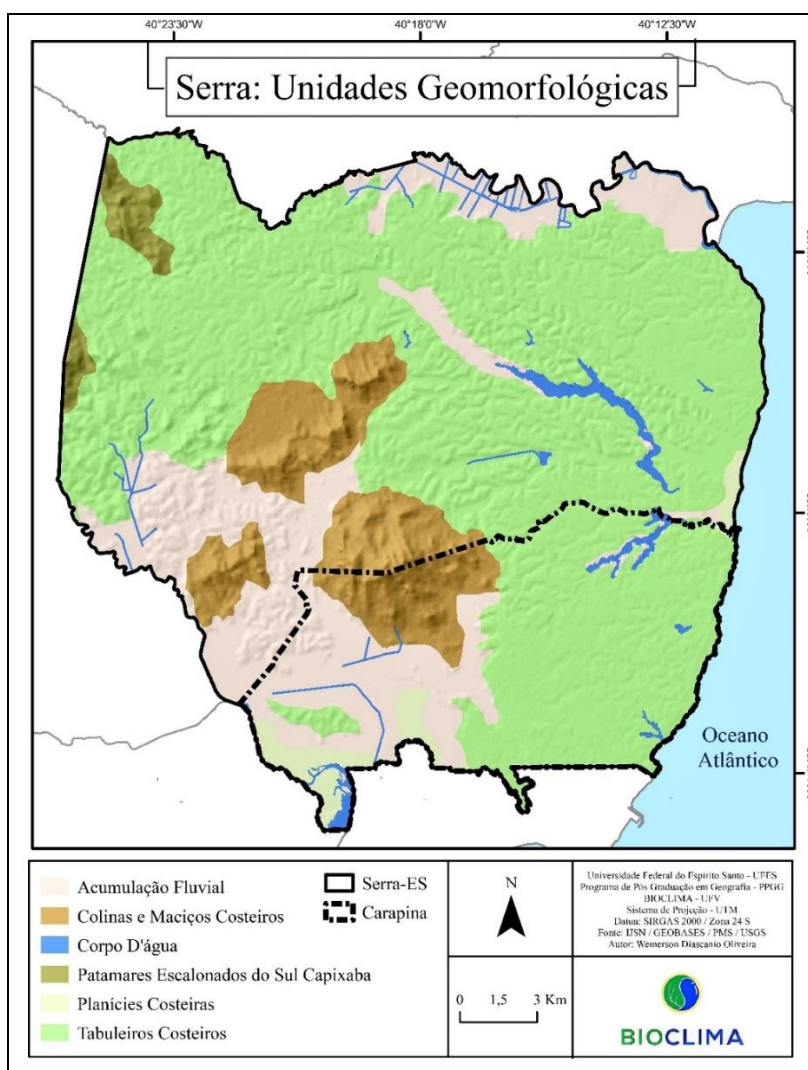 40°23'30"W
40°18'0"W
40°12'30"W
Serra: Unidades Geomorfológicas
Oceano
Atlântico
Acumulação Fluvial
Colinas e Maciços Costeiros
Corpo D'água
Patamares Escalonados do Sul Capixaba
Planícies Costeiras
Tabuleiros Costeiros
Serra-ES
Carapina
N
0 1,5 3 Km
Universidade Federal do Espírito Santo - UFES
Programa de Pós Graduação em Geografia - PPGG
BIOCLIMA - UFV
Sistema de Projeção - UTM
Datum: SIRGAS 2000 / Zona 24 S
Fonte: IJSN / GEOBASES / PMS / USGS
Autor: Wemerson Diascanio Oliveira
BIOCLIMA